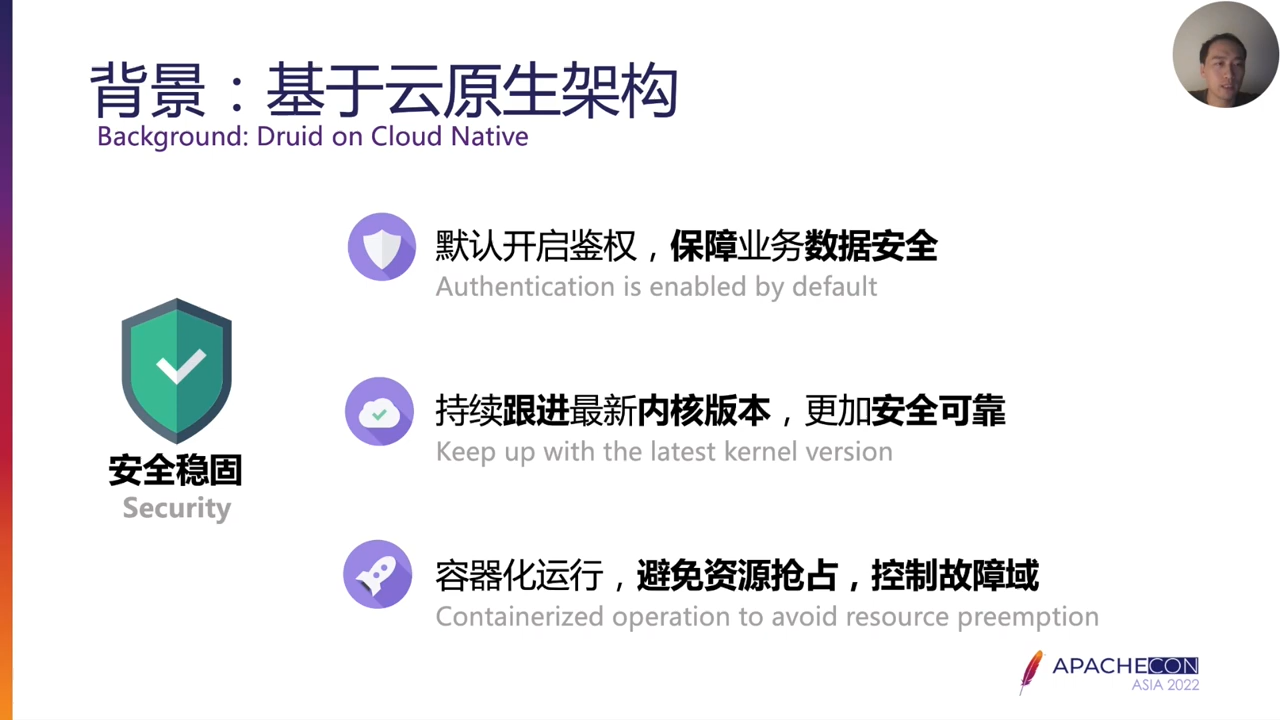 背景：基于云原生架构
Background: Druid on Cloud Native
默认开启鉴权，保障业务数据安全
Authentication is enabled by default
持续跟进最新内核版本，更加安全可靠
Keep up with the latest kernel version
安全稳固
Security
容器化运行，避免资源抢占，控制故障域
Containerized operation to avoid resource preemption
APACHECON
ASIA 2022